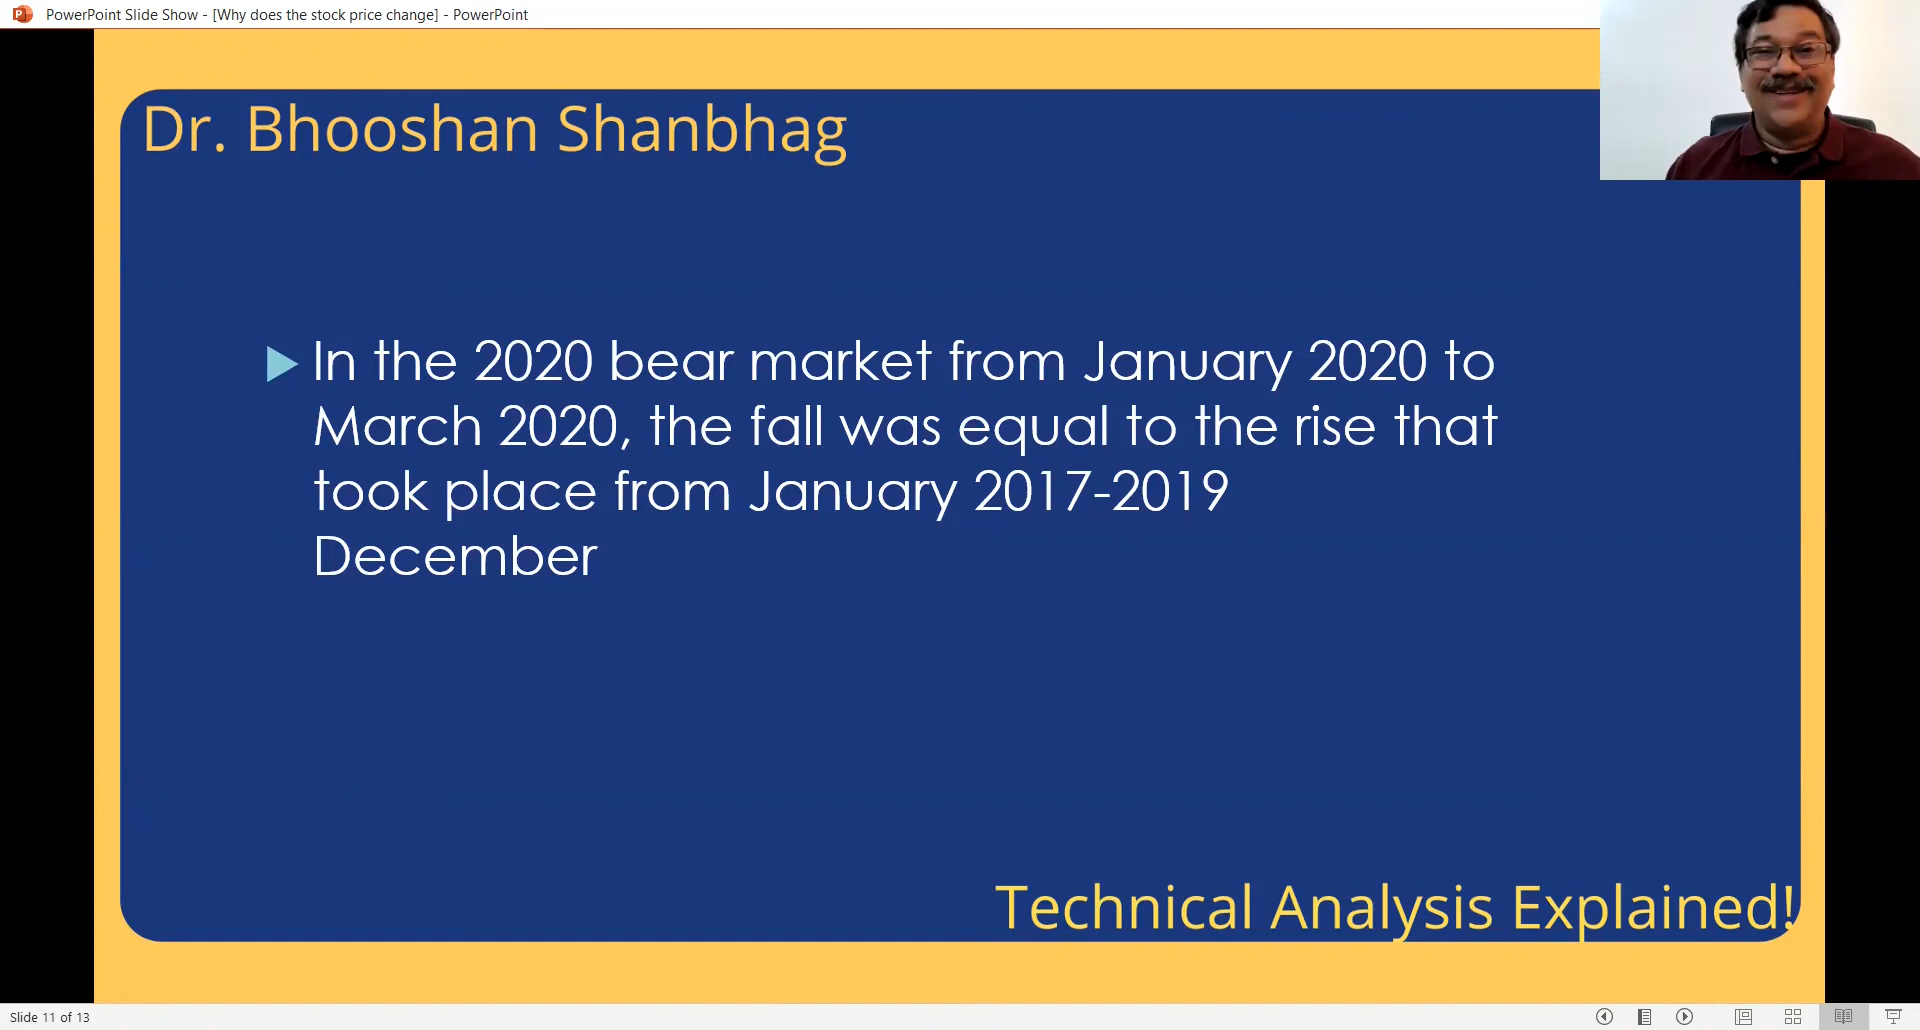 PowerPoint Slide Show - [Why does the stock price change] - PowerPoint
Dr. Bhooshan Shanbhag
In the 2020 bear market from January 2020 to
March 2020, the fall was equal to the rise that
took place from January 2017-2019
December
Technical Analysis Explained!
Slide 11 of 13